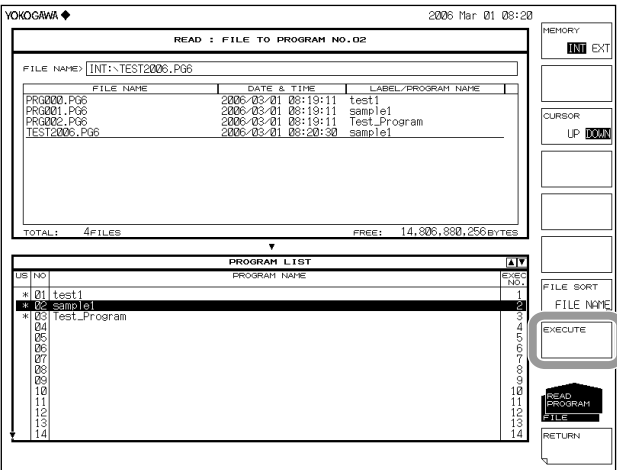 YOKOGAWA ◆ 2006 Mar 01 08:20
READ : FILE TO PROGRAM NO.02
FILE NAME> INT:\TEST2006.PG6
FILE NAME DATE & TIME LABEL/PROGRAM NAME
PRG000.PG6 2006/03/01 08:19:11 test1
PRG001.PG6 2006/03/01 08:19:11 sample1
PRG002.PG6 2006/03/01 08:19:11 Test_Program
TEST2006.PG6 2006/03/01 08:20:30 sample1
TOTAL: 4FILES FREE: 14,806,880,256BYTES
PROGRAM LIST
US NO PROGRAM NAME EXEC NO.
* 01 test1 1
* 02 sample1 2
* 03 Test_Program 3
04 4
05 5
06 6
07 7
08 8
09 9
10 10
11 11
12 12
13 13
14 14
MEMORY
INT EXT
CURSOR
UP DOWN
FILE SORT
FILE NAME
EXECUTE
READ
PROGRAM
FILE
RETURN